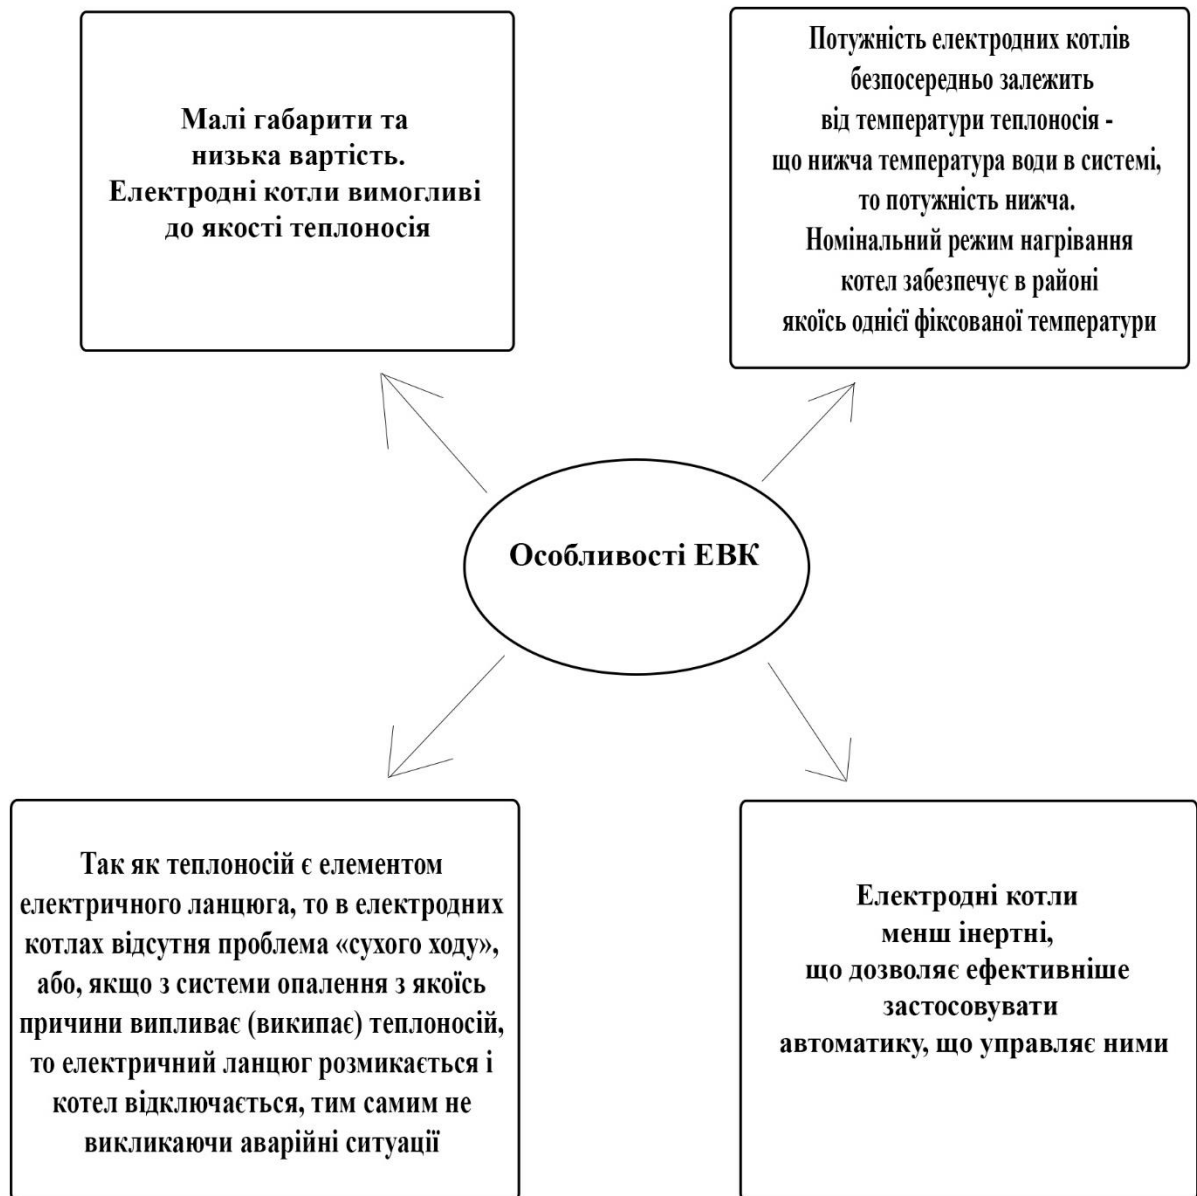 Малі габарити та
низька вартість.
Електродні котли вимогливі
до якості теплоносія
Потужність електродних котлів
безпосередньо залежить
від температури теплоносія -
що нижча температура води в системі,
то потужність нижча.
Номінальний режим нагрівання
котел забезпечує в районі
якоїсь однієї фіксованої температури
Особливості ЕВК
Так як теплоносій є елементом
електричного ланцюга, то в електродних
котлах відсутня проблема «сухого ходу»,
або, якщо з системи опалення з якоїсь
причини випливає (википає) теплоносій,
то електричний ланцюг розмикається і
котел відключається, тим самим не
викликаючи аварійні ситуації
Електродні котли
менш інертні,
що дозволяє ефективніше
застосовувати
автоматику, що управляє ними